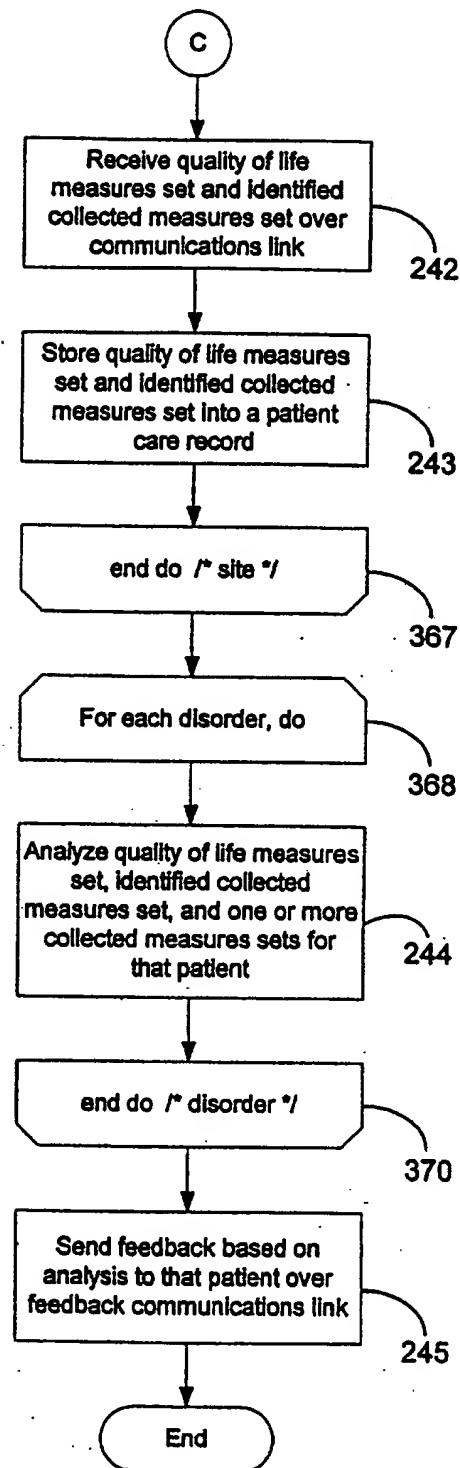 C
Receive quality of life
measures set and identified
collected measures set over
communications link
242
Store quality of life measures
set and identified collected
measures set into a patient
care record
243
end do /* site */
367
For each disorder, do
368
Analyze quality of life measures
set, identified collected
measures set, and one or more
collected measures sets for
that patient
244
end do /* disorder */
370
Send feedback based on
analysis to that patient over
feedback communications link
245
End